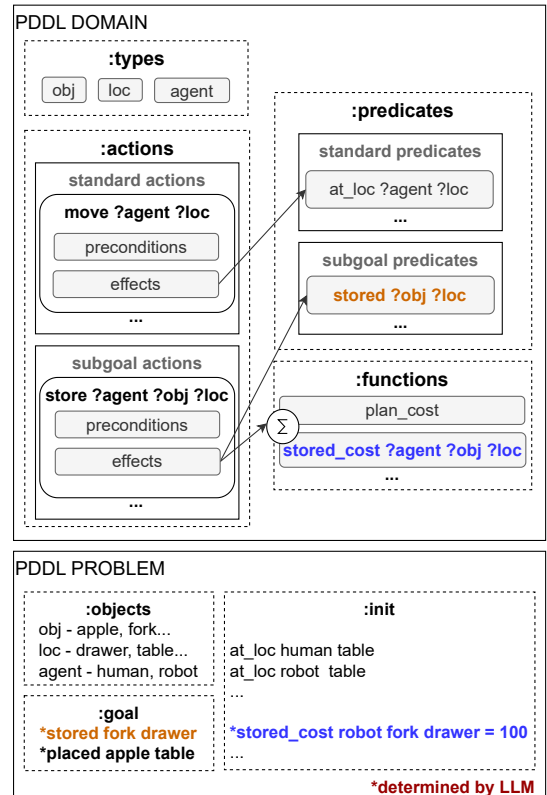 PDDL DOMAIN
:types
obj
loc
agent
:actions
standard actions
move ?agent ?loc
preconditions
effects
...
subgoal actions
store ?agent ?obj ?loc
preconditions
effects
...
:predicates
standard predicates
at_loc ?agent ?loc
...
subgoal predicates
stored ?obj ?loc
...
:functions
plan_cost
∑
stored_cost ?agent ?obj ?loc
...
PDDL PROBLEM
:objects
obj - apple, fork...
loc - drawer, table...
agent - human, robot
:goal
*stored fork drawer
*placed apple table
:init
at_loc human table
at_loc robot table
...
*stored_cost robot fork drawer = 100
...
*determined by LLM